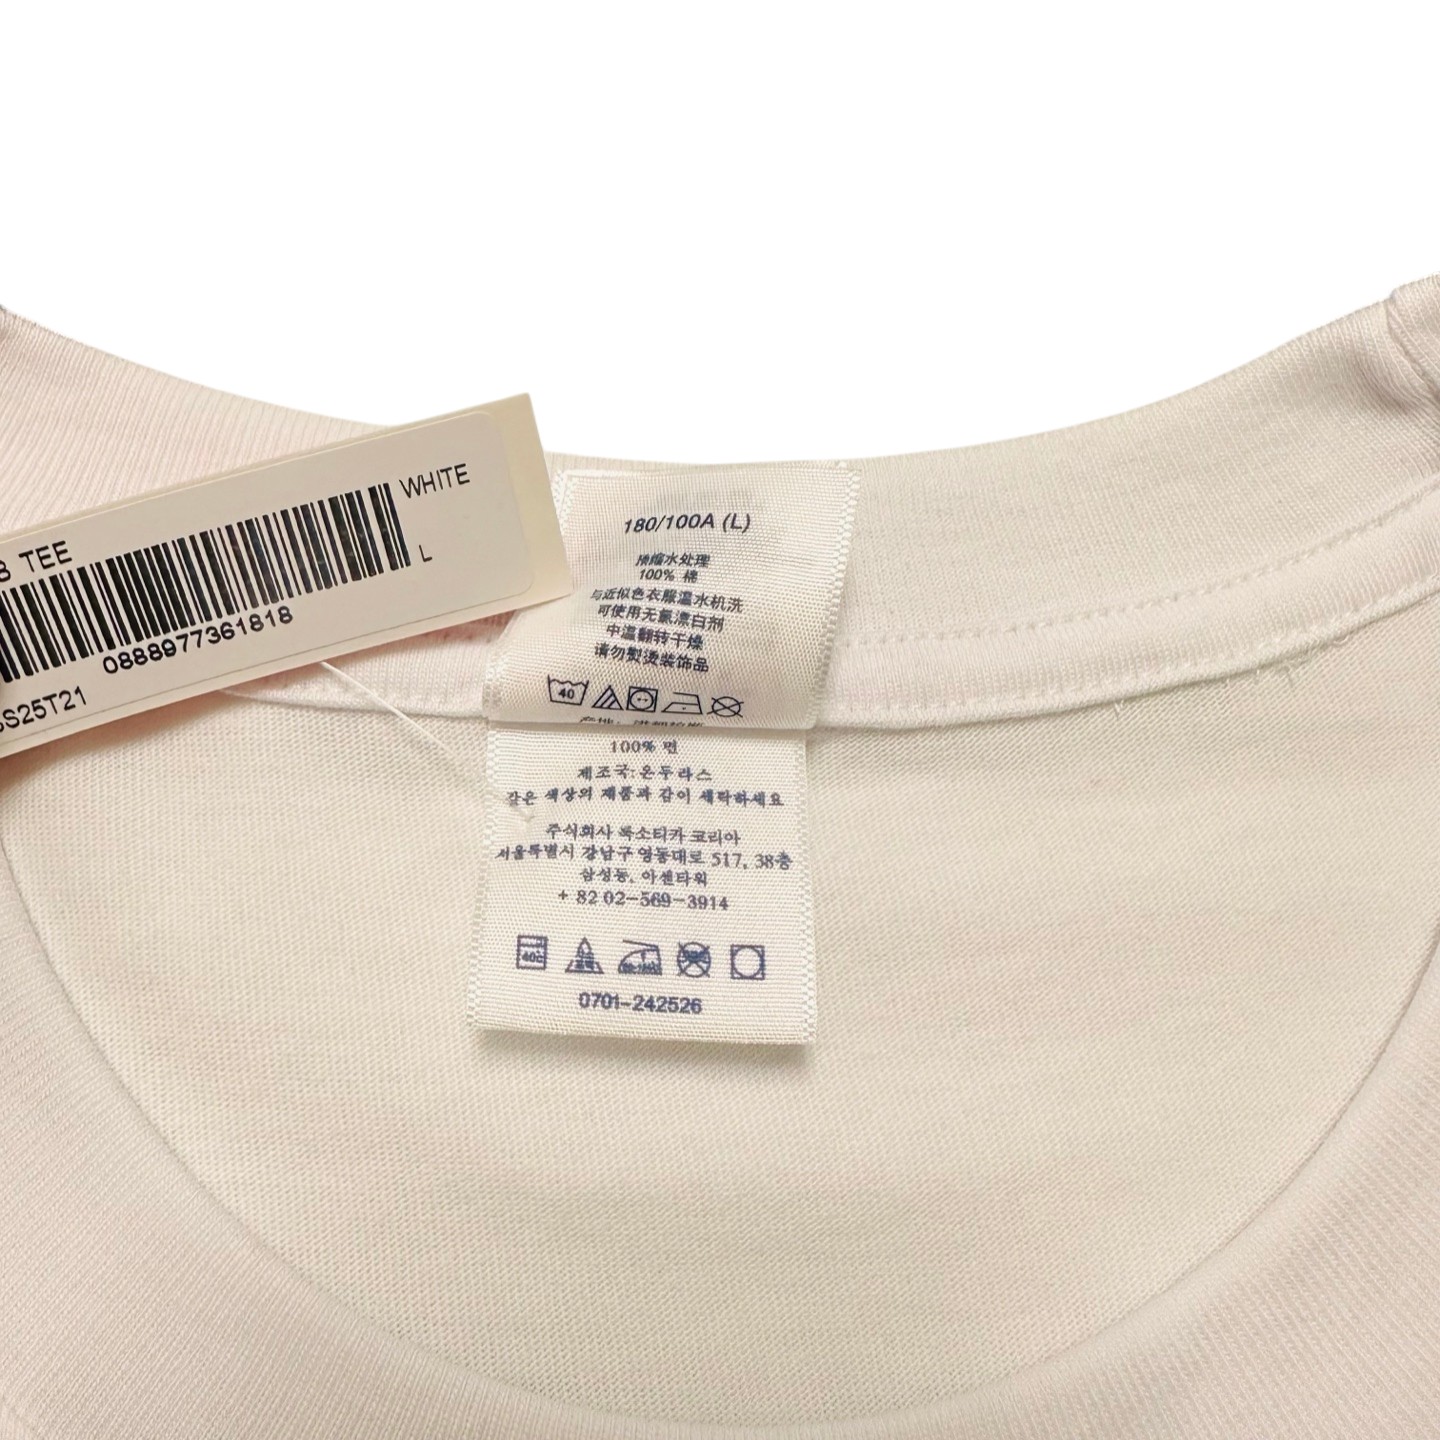 WHITE
L
TEE
0888977361818
SS25T21
180/100A (L)
预缩水处理
100% 棉
与近似色衣服温水机洗
可使用无氯漂白剂
中温翻转干燥
请勿熨烫装饰品
40
100% 면
제조국:온두라스
같은 색상의 제품과 같이 세탁하세요
주식회사 룩소티카 코리아
서울특별시 강남구 영동대로 517, 38층
삼성동, 아셈타워
+ 82 02-569-3914
0701-242526